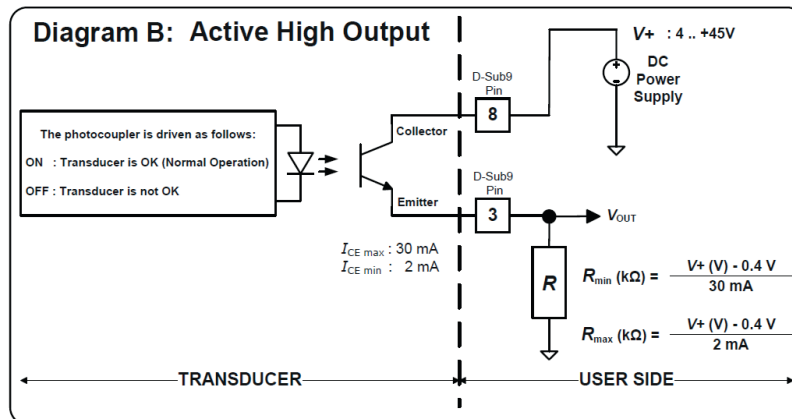 Diagram B: Active High Output
V+ : 4 .. +45V
DC
Power
Supply
D-Sub9
Pin
8
Collector
The photocoupler is driven as follows:
ON : Transducer is OK (Normal Operation)
OFF : Transducer is not OK
D-Sub9
Pin
3
Emitter
VOUT
ICE max : 30 mA
ICE min : 2 mA
R
Rmin (kΩ) = V+ (V) - 0.4 V
30 mA
Rmax (kΩ) = V+ (V) - 0.4 V
2 mA
TRANSDUCER
USER SIDE